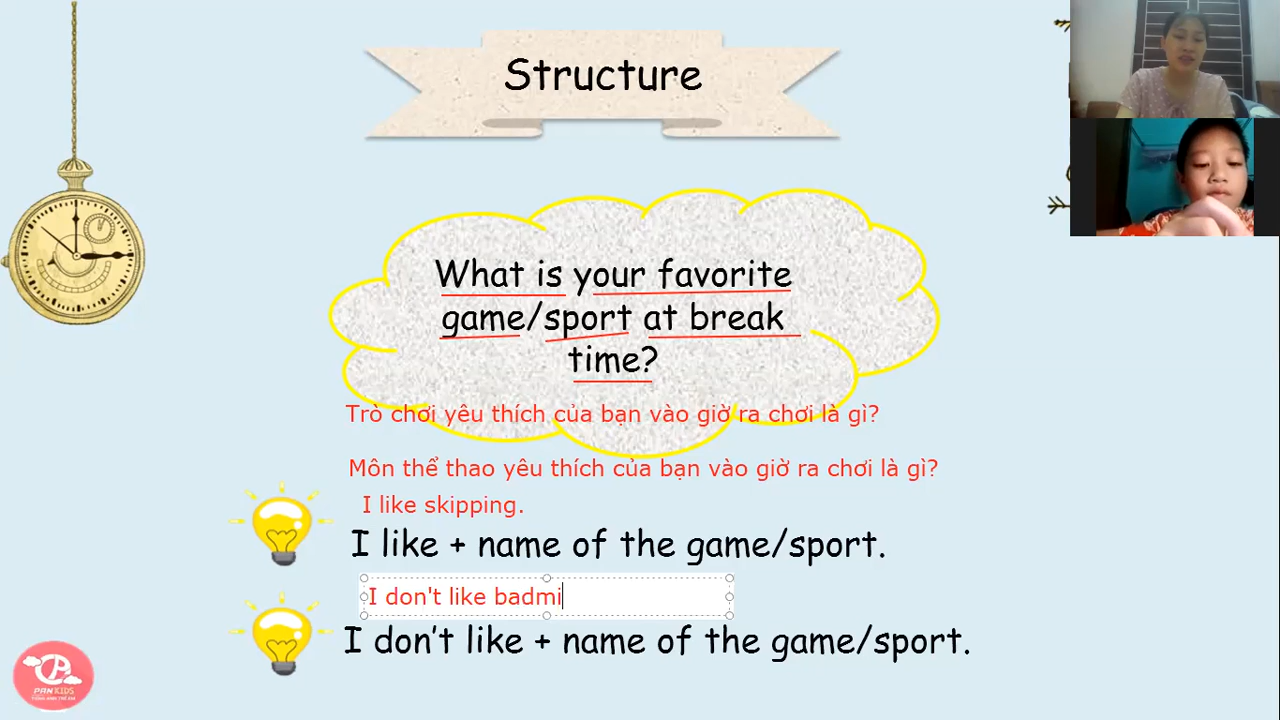 Structure
What is your favorite
game/sport at break
time?
Trò chơi yêu thích của bạn vào giờ ra chơi là gì?
Môn thể thao yêu thích của bạn vào giờ ra chơi là gì?
I like skipping.
I like + name of the game/sport.
I don't like badmi
I don't like + name of the game/sport.
PAN KIDS